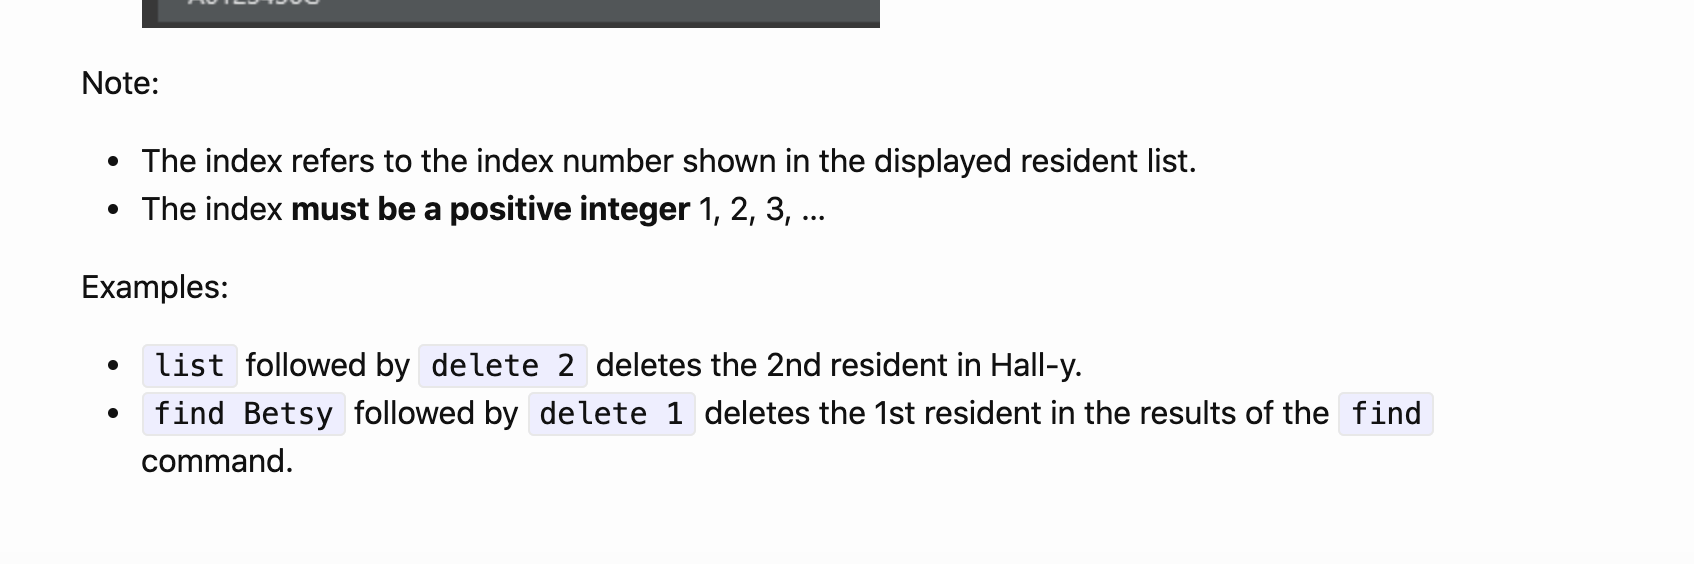 Note:
• The index refers to the index number shown in the displayed resident list.
• The index must be a positive integer 1, 2, 3, ...
Examples:
• list followed by delete 2 deletes the 2nd resident in Hall-y.
• find Betsy followed by delete 1 deletes the 1st resident in the results of the find
command.